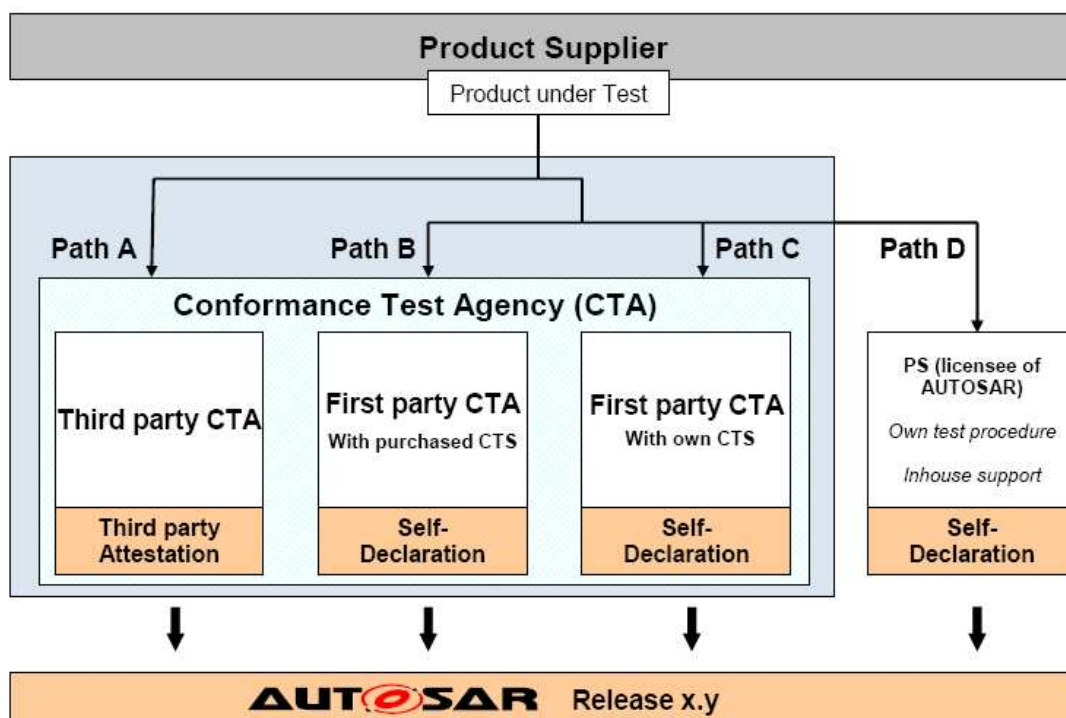 Product Supplier
Product under Test
Path A
Path B
Path C
Path D
Conformance Test Agency (CTA)
Third party CTA
Third party
Attestation
First party CTA
With purchased CTS
Self-
Declaration
First party CTA
With own CTS
Self-
Declaration
PS (licensee of
AUTOSAR)
Own test procedure
Inhouse support
Self-
Declaration
AUTOSAR Release x.y